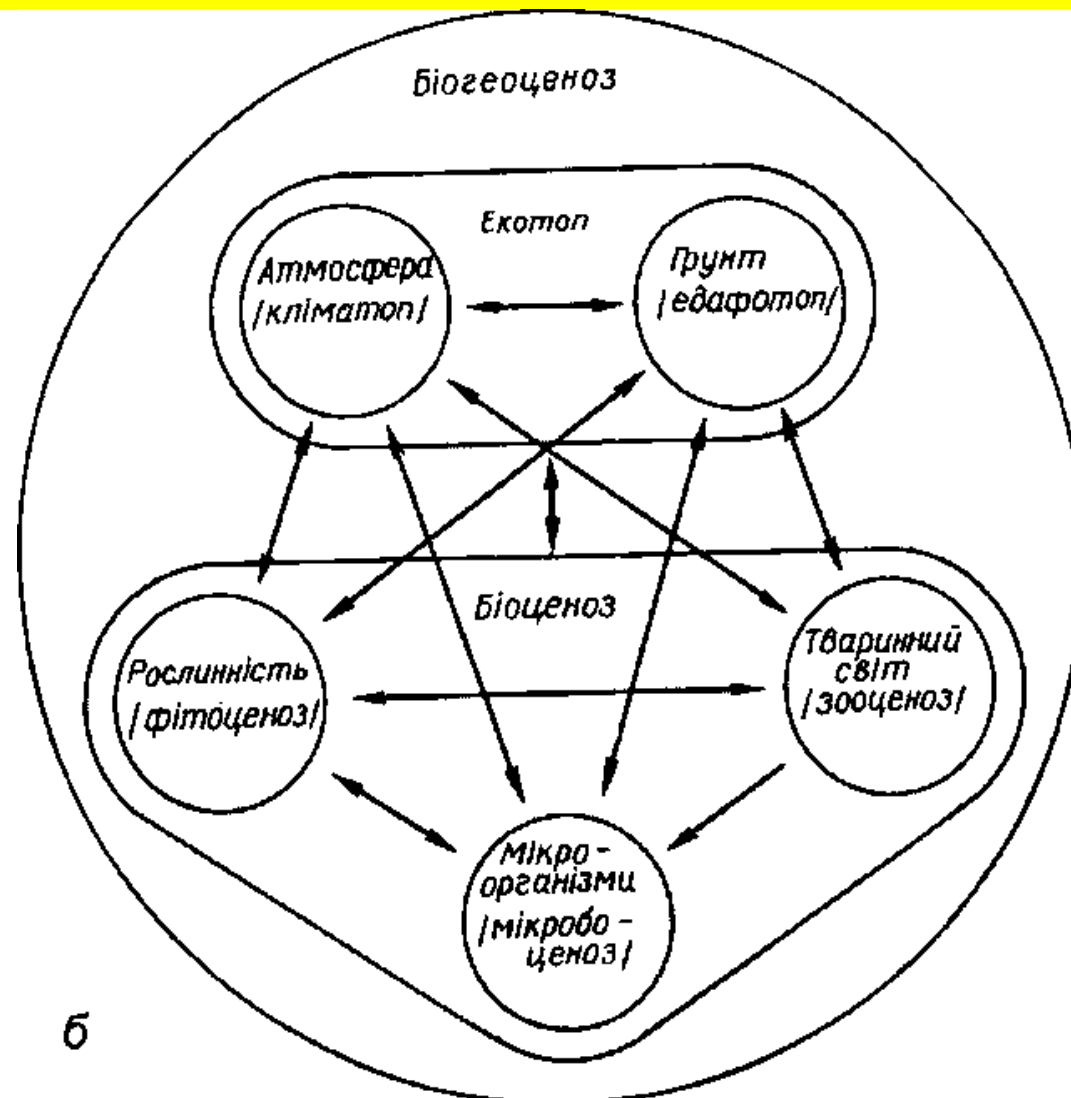 Біогеоценоз
Екотоп
Атмосфера
/кліматоп/
Грунт
/едафотоп/
Біоценоз
Рослинність
/фітоценоз/
Тваринний
світ
/зооценоз/
Мікро-
організми
/мікробо-
ценоз/
б